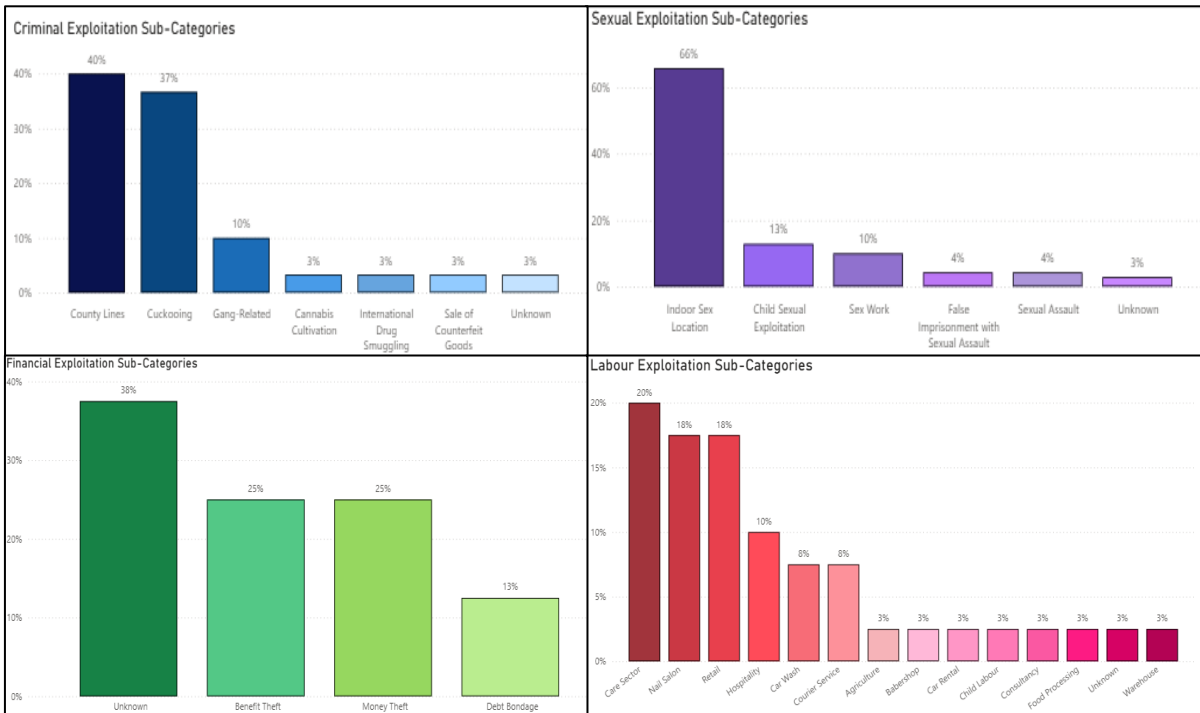 Criminal Exploitation Sub-Categories
40%
37%
10%
3%
3%
3%
3%
40%
30%
20%
10%
0%
County Lines
Cuckooing
Gang-Related
Cannabis
Cultivation
International
Drug
Smuggling
Sale of
Counterfeit
Goods
Unknown
Sexual Exploitation Sub-Categories
66%
13%
10%
4%
4%
3%
60%
40%
20%
0%
Indoor Sex
Location
Child Sexual
Exploitation
Sex Work
False
Imprisonment with
Sexual Assault
Sexual Assault
Unknown
Financial Exploitation Sub-Categories
38%
25%
25%
13%
40%
30%
20%
10%
0%
Unknown
Benefit Theft
Money Theft
Debt Bondage
Labour Exploitation Sub-Categories
20%
18%
18%
10%
8%
8%
3%
3%
3%
3%
3%
3%
3%
3%
20%
15%
10%
5%
0%
Care Sector
Nail Salon
Retail
Hospitality
Car Wash
Courier Service
Agriculture
Babershop
Car Rental
Child Labour
Consultancy
Food Processing
Unknown
Warehouse